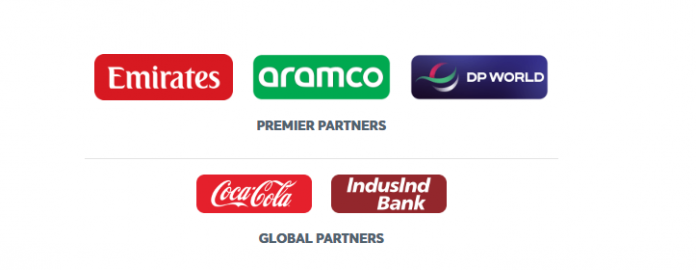 Emirates
aramco
DP WORLD
PREMIER PARTNERS
Coca-Cola
IndusInd
Bank
GLOBAL PARTNERS